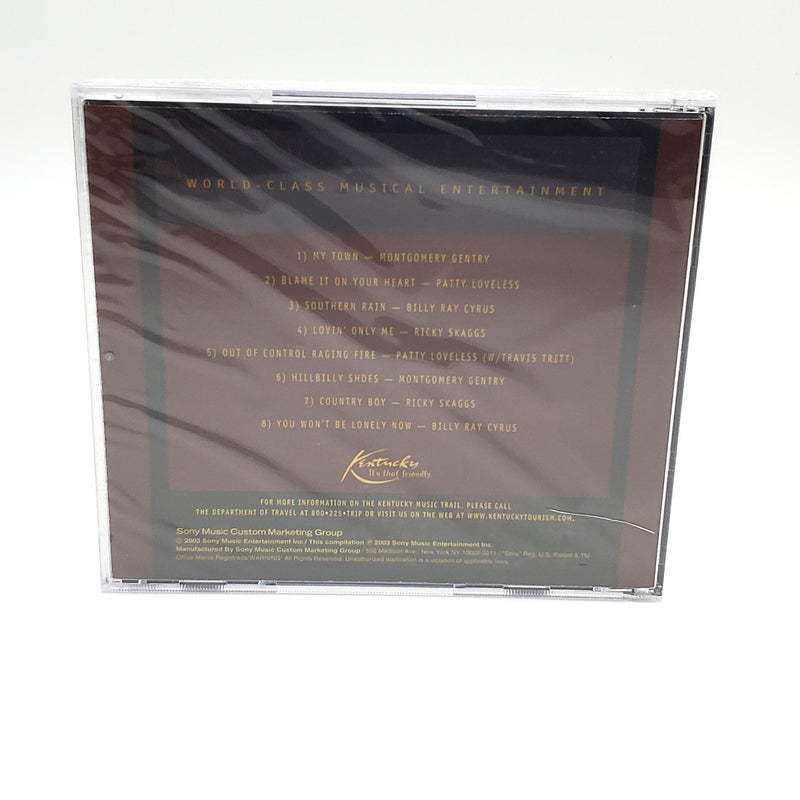 WORLD-CLASS MUSICAL ENTERTAINMENT
1) MY TOWN — MONTGOMERY GENTRY
2) BLAME IT ON YOUR HEART — PATTY LOVELESS
3) SOUTHERN RAIN — BILLY RAY CYRUS
4) LOVIN' ONLY ME — RICKY SKAGGS
5) OUT OF CONTROL RAGING FIRE — PATTY LOVELESS (W/TRAVIS TRITT)
6) HILLBILLY SHOES — MONTGOMERY GENTRY
7) COUNTRY BOY — RICKY SKAGGS
8) YOU WON'T BE LONELY NOW — BILLY RAY CYRUS
Kentucky
It's that friendly
FOR MORE INFORMATION ON THE KENTUCKY MUSIC TRAIL, PLEASE CALL
THE DEPARTMENT OF TRAVEL AT 800•225•TRIP OR VISIT US ON THE WEB AT WWW.KENTUCKYTOURISM.COM.
Sony Music Custom Marketing Group
© 2003 Sony Music Entertainment Inc./ This compilation ℗ 2003 Sony Music Entertainment Inc.
Manufactured By Sony Music Custom Marketing Group / 550 Madison Ave., New York NY 10022-3211 / "Sony" Reg. U.S. Patent & TM
Office Marca Registrada/WARNING: All Rights Reserved. Unauthorized duplication is a violation of applicable laws.